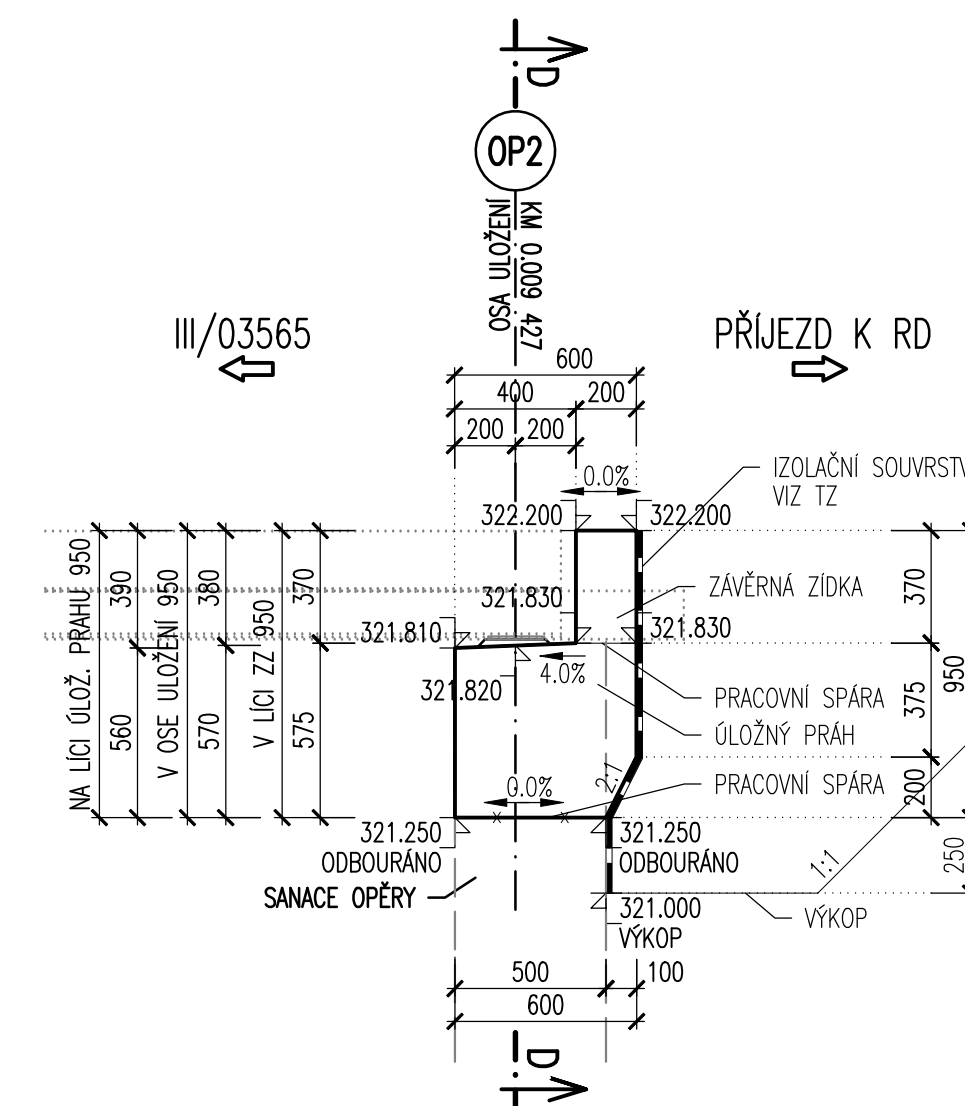 D
OP2
KM 0.009 427
OSA ULOŽENÍ
III/03565
PŘÍJEZD K RD
600
400
200
200
200
0.0%
IZOLAČNÍ SOUVRSTV
VIZ TZ
322.200
322.200
NA LÍCI ÚLOŽ. PRAHU 950
390
560
V OSE ULOŽENÍ 950
380
570
V LÍCI ZZ 950
370
575
321.830
ZÁVĚRNÁ ZÍDKA
370
321.810
321.830
4.0%
321.820
PRACOVNÍ SPÁRA
375
950
ÚLOŽNÝ PRÁH
2:1
0.0%
PRACOVNÍ SPÁRA
200
321.250
ODBOURÁNO
321.250
ODBOURÁNO
1:1
250
SANACE OPĚRY
321.000
VÝKOP
VÝKOP
500
100
600
D